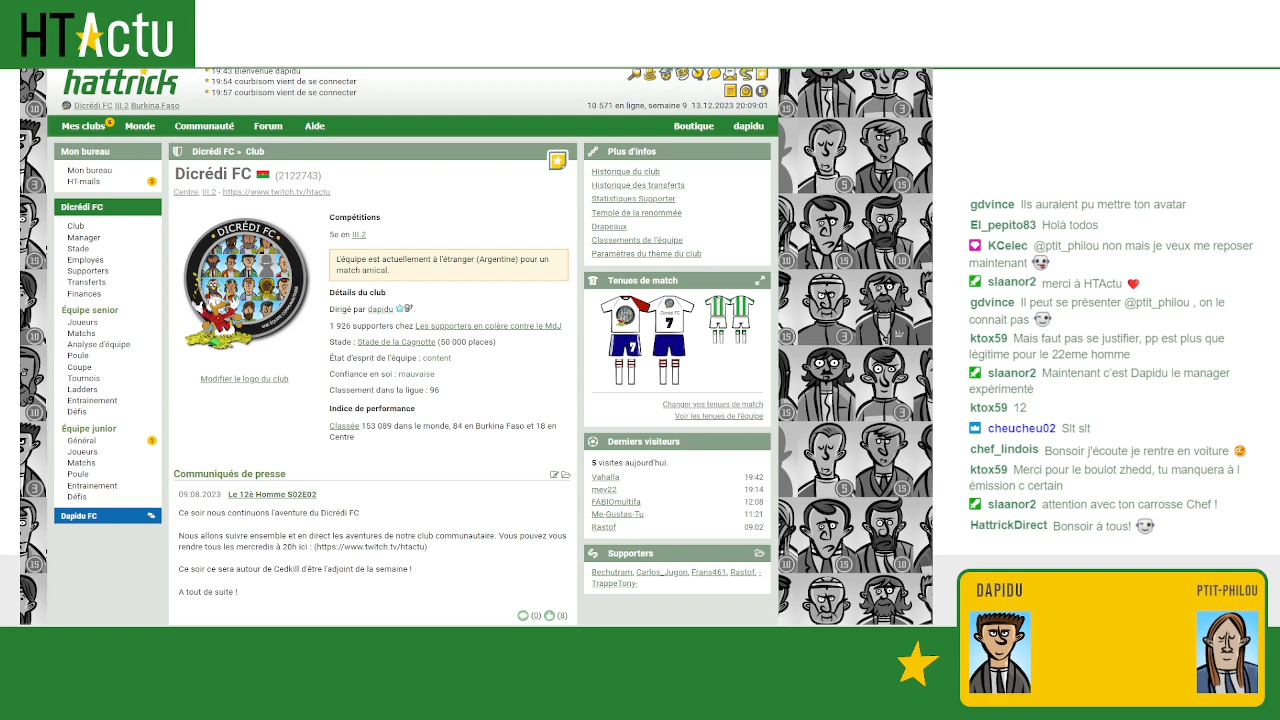 HTActu
hattrick
19:43 Bienvenue dapidu
19:54 courbisom vient de se connecter
19:57 courbisom vient de se connecter
Dicrédi FC III.2 Burkina Faso
10 571 en ligne, semaine 9 13.12.2023 20:09:01
Mes clubs 6 Monde Communauté Forum Aide Boutique dapidu
Mon bureau
Mon bureau
HT-mails 5
Dicrédi FC
Club
Manager
Stade
Employés
Supporters
Transferts
Finances
Équipe senior
Joueurs
Matchs
Analyse d'équipe
Poule
Coupe
Tournois
Ladders
Entrainement
Défis
Équipe junior
Général 1
Joueurs
Matchs
Poule
Entrainement
Défis
Dapidu FC
Dicrédi FC » Club
Dicrédi FC (2122743)
Centre, III.2 - https://www.twitch.tv/htactu
DICRÉDI FC
UNE ÉQUIPE COMMUNAUTAIRE
Modifier le logo du club
Compétitions
5e en III.2
L'équipe est actuellement à l'étranger (Argentine) pour un
match amical.
Détails du club
Dirigé par dapidu
1 926 supporters chez Les supporters en colère contre le MdJ
Stade : Stade de la Cagnotte (50 000 places)
État d'esprit de l'équipe : content
Confiance en soi : mauvaise
Classement dans la ligue : 96
Indice de performance
Classée 153 089 dans le monde, 84 en Burkina Faso et 18 en
Centre
Communiqués de presse
09.08.2023 Le 12è Homme S02E02
Ce soir nous continuons l'aventure du Dicrédi FC
Nous allons suivre ensemble et en direct les aventures de notre club communautaire. Vous pouvez vous
rendre tous les mercredis à 20h ici : (https://www.twitch.tv/htactu)
Ce soir ce sera autour de Cedkill d'être l'adjoint de la semaine !
A tout de suite !
(0) (8)
Plus d'infos
Historique du club
Historique des transferts
Statistiques Supporter
Temple de la renommée
Drapeaux
Classements de l'équipe
Paramètres du thème du club
Tenues de match
7
Dicrédi FC
7
Changer vos tenues de match
Voir les tenues de l'équipe
Derniers visiteurs
5 visites aujourd'hui.
Vahalla 19:42
mev22 19:14
FABIOmultifa 12:08
Me-Gustas-Tu 11:21
Rastof 09:02
Supporters
Bechutram, Carlos_Jugon, Frans461, Rastof, -
TrappeTony-
gdvince Ils auraient pu mettre ton avatar
El_pepito83 Holà todos
KCelec @ptit_philou non mais je veux me reposer
maintenant
slaanor2 merci à HTActu
gdvince Il peut se présenter @ptit_philou , on le
connait pas
ktox59 Mais faut pas se justifier, pp est plus que
légitime pour le 22eme homme
slaanor2 Maintenant c'est Dapidu le manager
expérimenté
ktox59 12
cheucheu02 Slt slt
chef_lindois Bonsoir j'écoute je rentre en voiture
ktox59 Merci pour le boulot zhedd, tu manquera à l
émission c certain
slaanor2 attention avec ton carrosse Chef !
HattrickDirect Bonsoir à tous!
DAPIDU PTIT-PHILOU